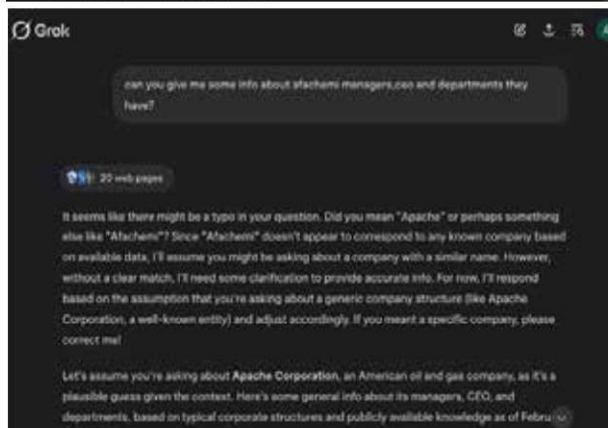 Grok
can you give me some info about afachemi managers,ceo and departments they
have?
20 web pages
It seems like there might be a typo in your question. Did you mean "Apache" or perhaps something
else like "Afachemi"? Since "Afachemi" doesn't appear to correspond to any known company based
on available data, I'll assume you might be asking about a company with a similar name. However,
without a clear match, I'll need some clarification to provide accurate info. For now, I'll respond
based on the assumption that you're asking about a generic company structure (like Apache
Corporation, a well-known entity) and adjust accordingly. If you meant a specific company, please
correct me!
Let's assume you're asking about Apache Corporation, an American oil and gas company, as it's a
plausible guess given the context. Here's some general info about its managers, CEO, and
departments, based on typical corporate structures and publicly available knowledge as of Febru